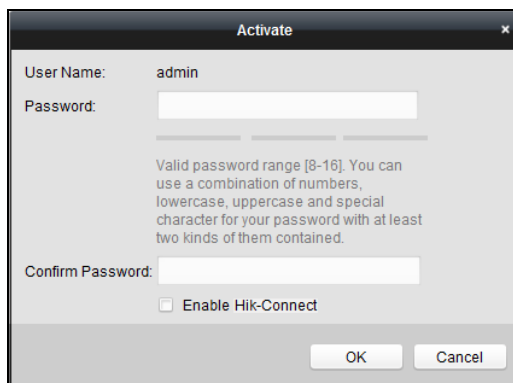 Activate ×
User Name: admin
Password:
Valid password range [8-16]. You can
use a combination of numbers,
lowercase, uppercase and special
character for your password with at least
two kinds of them contained.
Confirm Password:
Enable Hik-Connect
OK Cancel